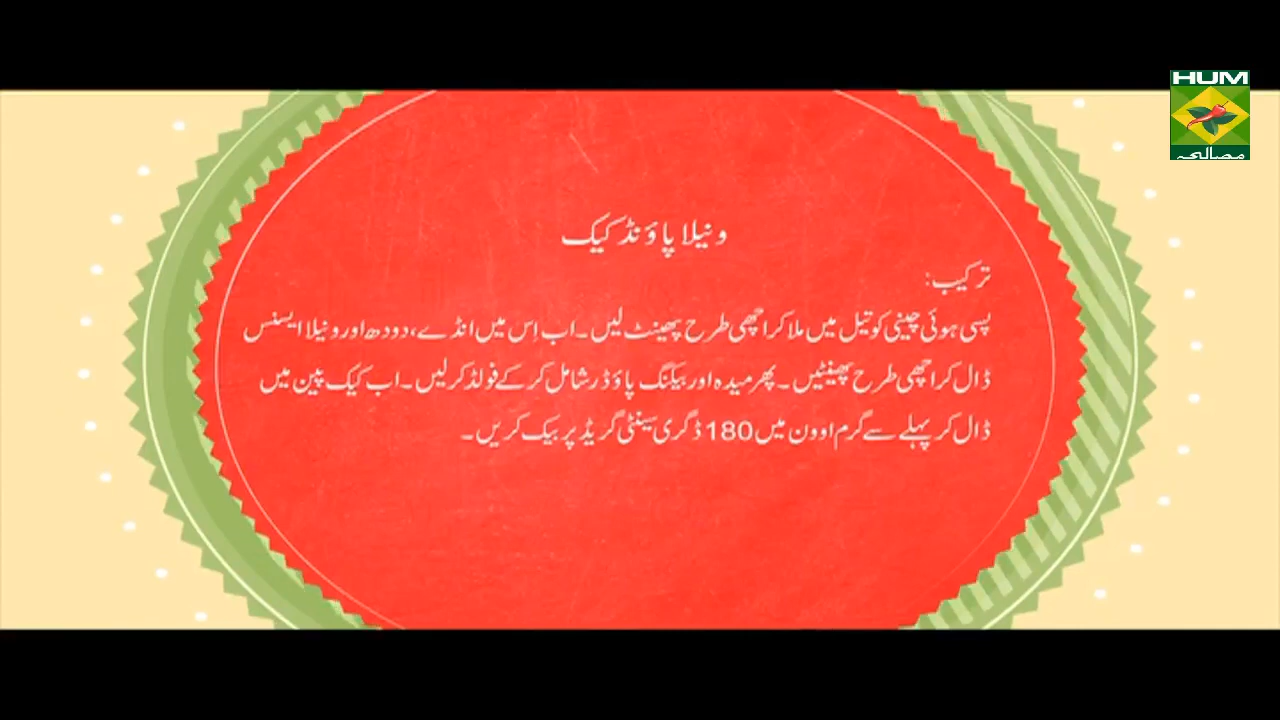 HUM
مصالحہ
ونیلا پاؤنڈ کیک
ترکیب:
پسی ہوئی چینی کو تیل میں ملا کر اچھی طرح پھینٹ لیں۔ اب اِس میں انڈے، دودھ اور ونیلا ایسنس
ڈال کر اچھی طرح پھینٹیں۔ پھر میدہ اور بیکنگ پاؤڈر شامل کر کے فولڈ کر لیں۔ اب کیک پین میں
ڈال کر پہلے سے گرم اوون میں 180 ڈگری سینٹی گریڈ پر بیک کریں۔